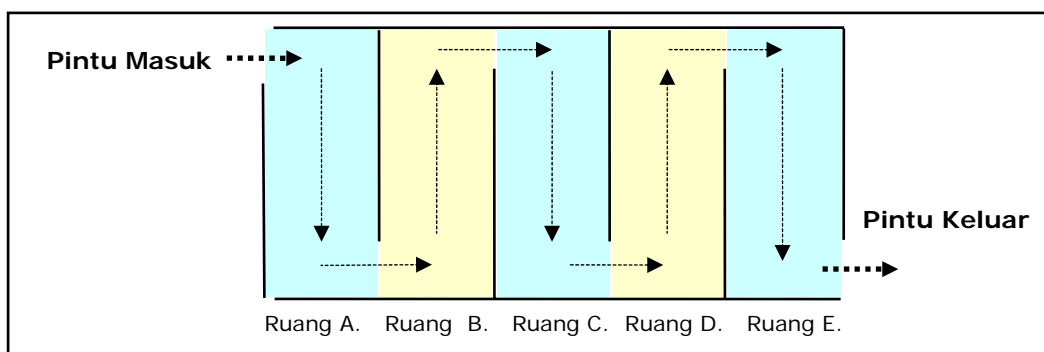 Pintu Masuk
Pintu Keluar
Ruang A. Ruang B. Ruang C. Ruang D. Ruang E.